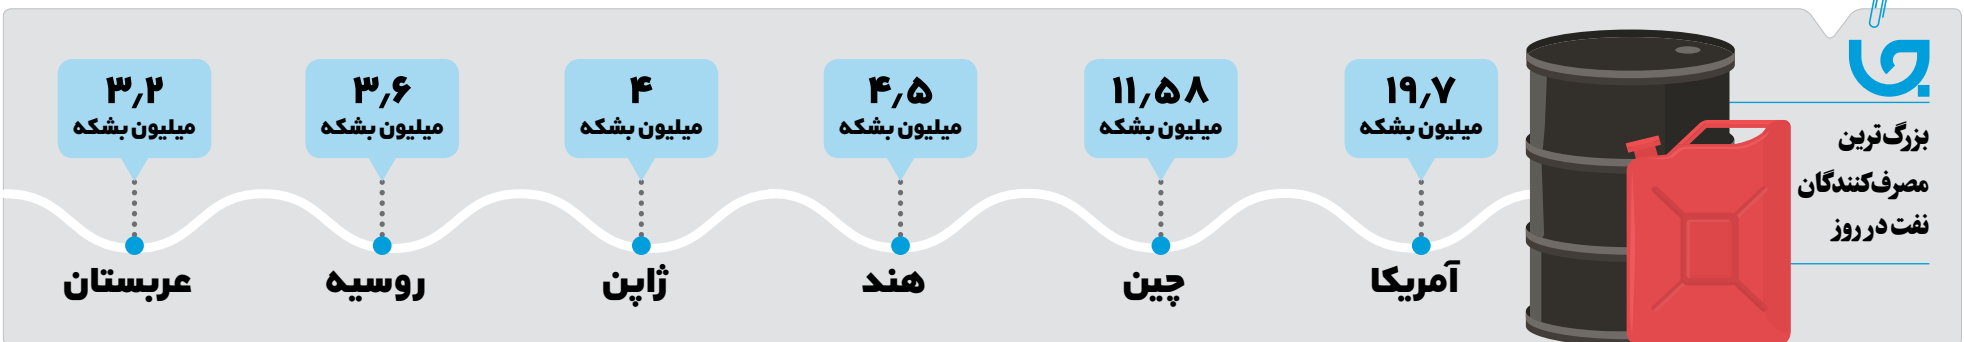 بزرگ‌ترین
مصرف‌کنندگان
نفت در روز
۱۹٫۷
میلیون بشکه
آمریکا
۱۱٫۵۸
میلیون بشکه
چین
۴٫۵
میلیون بشکه
هند
۴
میلیون بشکه
ژاپن
۳٫۶
میلیون بشکه
روسیه
۳٫۲
میلیون بشکه
عربستان